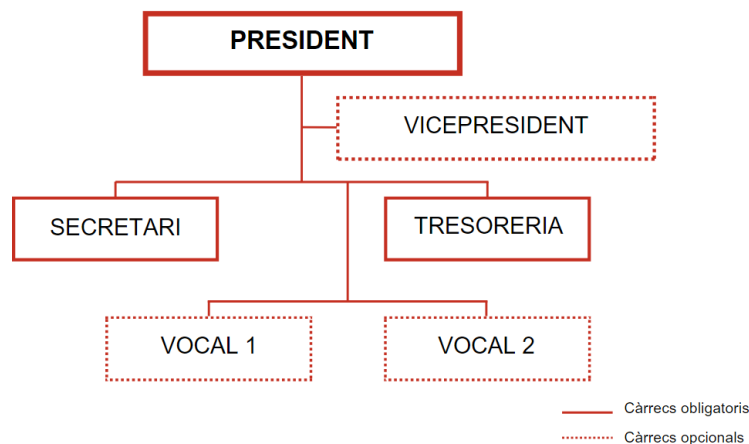 PRESIDENT
VICEPRESIDENT
SECRETARI
TRESORERIA
VOCAL 1
VOCAL 2
Càrrecs obligatoris
Càrrecs opcionals